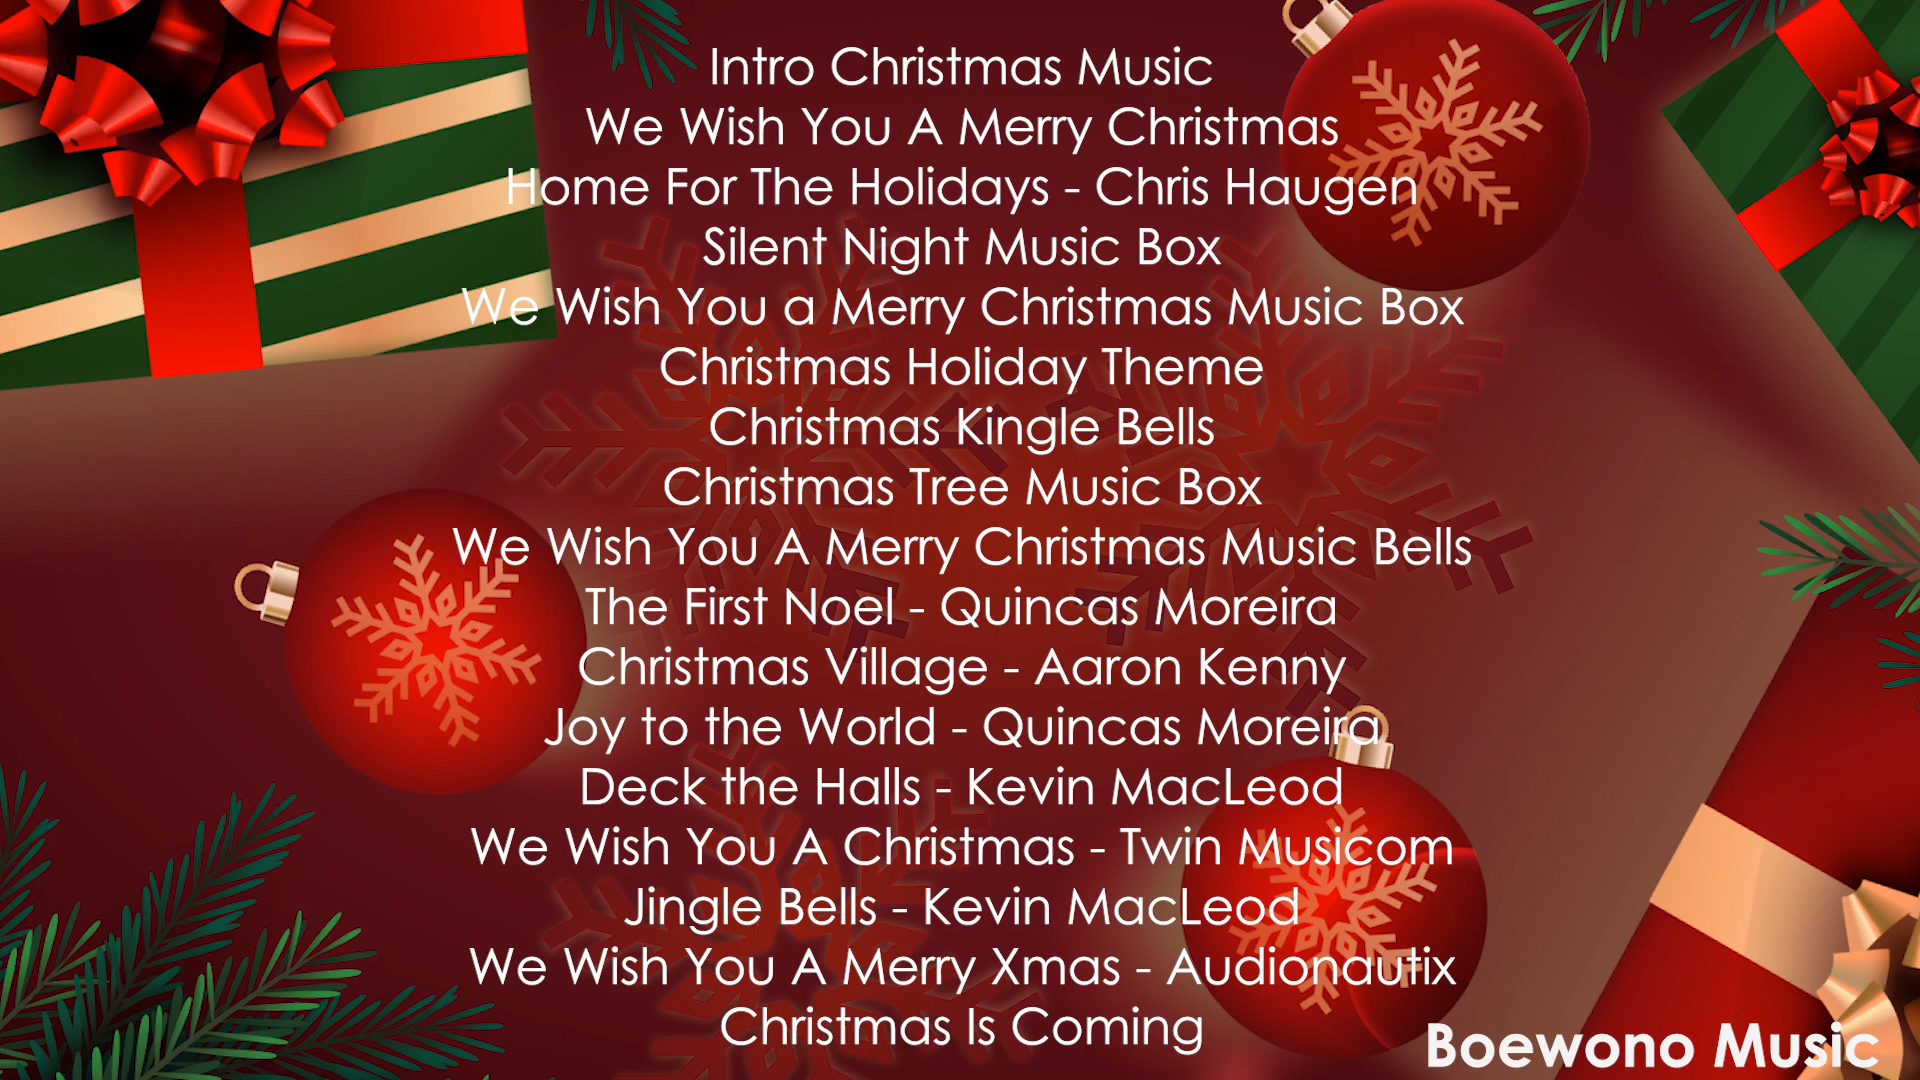 Intro Christmas Music
We Wish You A Merry Christmas
Home For The Holidays - Chris Haugen
Silent Night Music Box
We Wish You a Merry Christmas Music Box
Christmas Holiday Theme
Christmas Kingle Bells
Christmas Tree Music Box
We Wish You A Merry Christmas Music Bells
The First Noel - Quincas Moreira
Christmas Village - Aaron Kenny
Joy to the World - Quincas Moreira
Deck the Halls - Kevin MacLeod
We Wish You A Christmas - Twin Musicom
Jingle Bells - Kevin MacLeod
We Wish You A Merry Xmas - Audionautix
Christmas Is Coming
Boewono Music